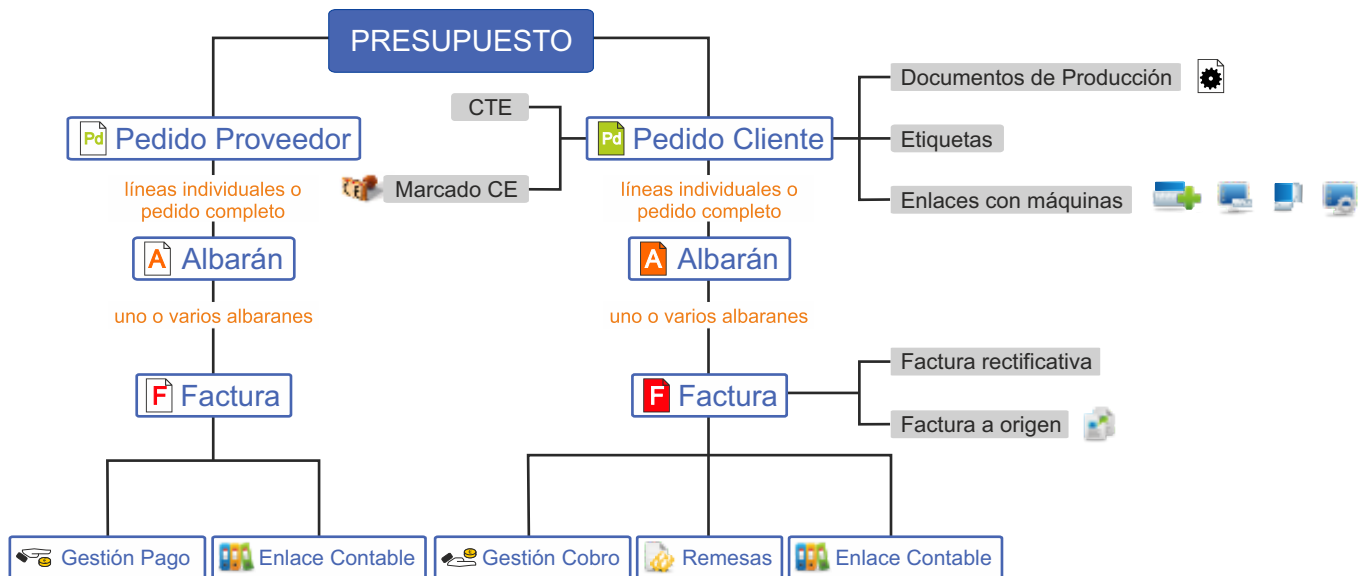 PRESUPUESTO
Documentos de Producción
CTE
Pd Pedido Proveedor
Pd Pedido Cliente
Etiquetas
líneas individuales o
pedido completo
CE Marcado CE
líneas individuales o
pedido completo
Enlaces con máquinas
A Albarán
A Albarán
uno o varios albaranes
uno o varios albaranes
Factura rectificativa
F Factura
F Factura
Factura a origen
Gestión Pago
Enlace Contable
Gestión Cobro
Remesas
Enlace Contable